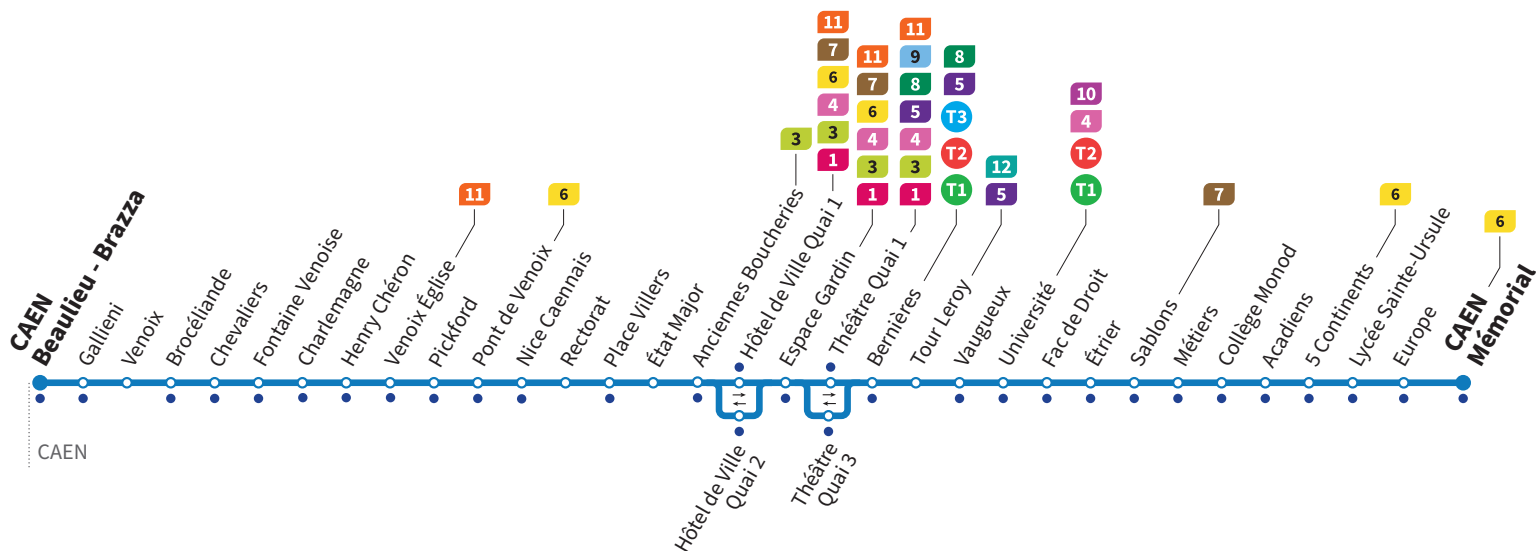 CAEN
Beaulieu - Brazza
Gallieni
Venoix
Brocéliande
Chevaliers
Fontaine Venoise
Charlemagne
Henry Chéron
Venoix Église
11
Pickford
Pont de Venoix
6
Nice Caennais
Rectorat
Place Villers
État Major
Anciennes Boucheries
3
Hôtel de Ville Quai 1
11
7
6
4
3
1
Espace Gardin
11
7
6
4
3
1
Théâtre Quai 1
11
9
8
5
4
3
1
Bernières
8
5
T3
T2
T1
Tour Leroy
12
5
Vaugueux
Université
10
4
T2
T1
Fac de Droit
Étrier
Sablons
7
Métiers
Collège Monod
Acadiens
5 Continents
6
Lycée Sainte-Ursule
Europe
CAEN
Mémorial
6
Hôtel de Ville
Quai 2
Théâtre
Quai 3
CAEN